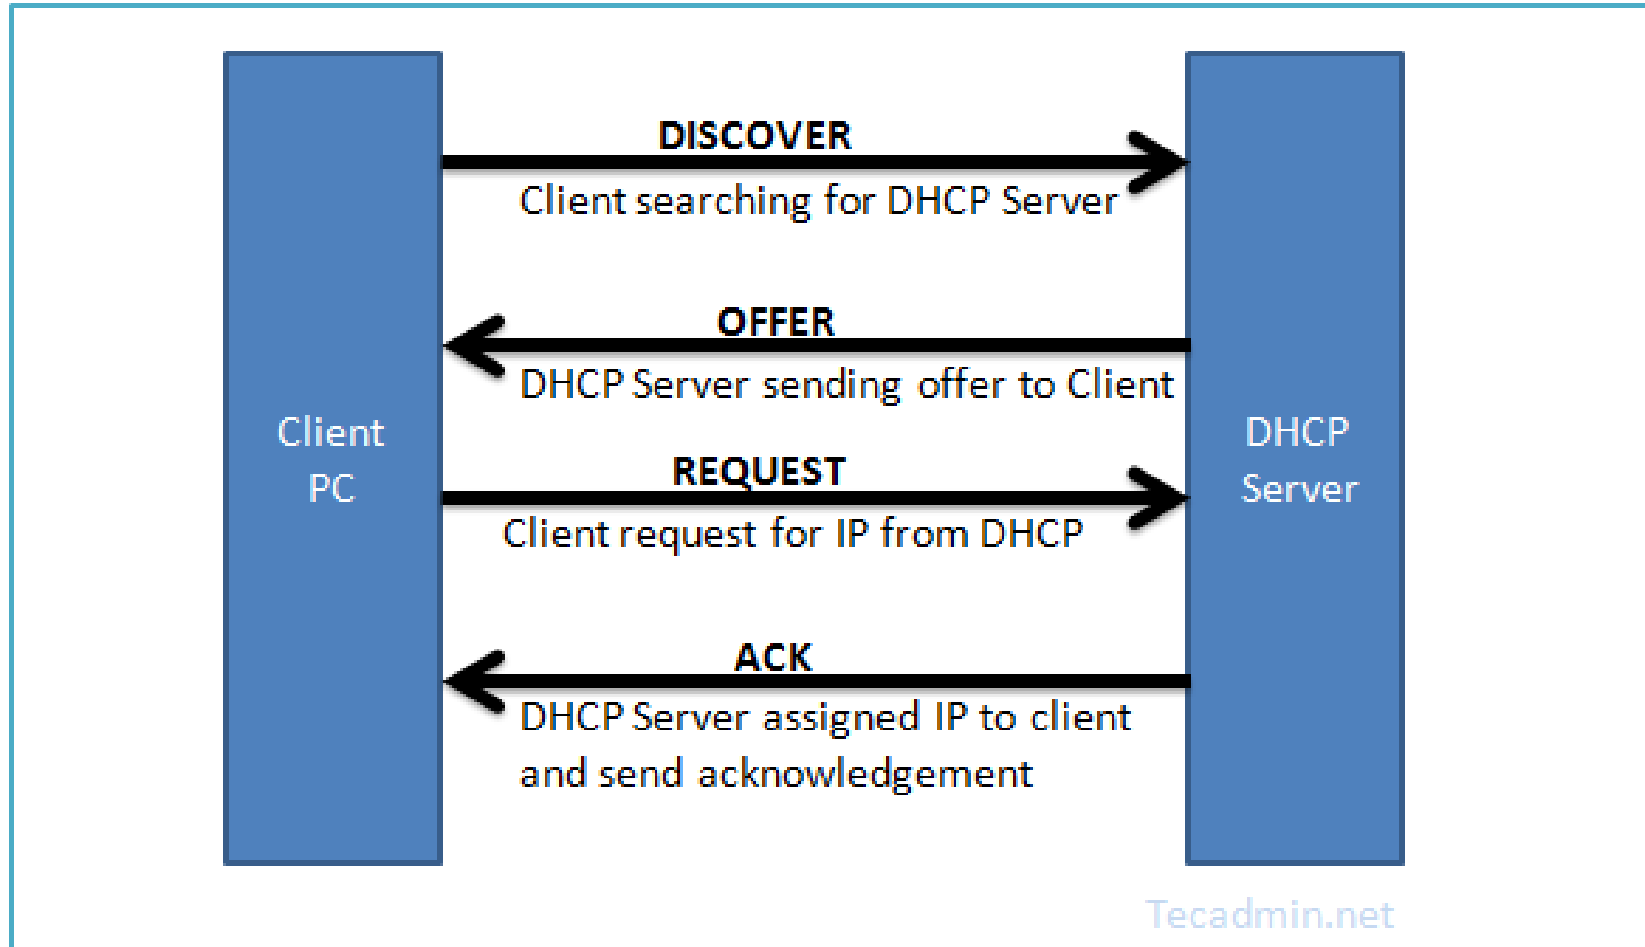 DISCOVER
Client searching for DHCP Server
OFFER
DHCP Server sending offer to Client
Client
PC
DHCP
Server
REQUEST
Client request for IP from DHCP
ACK
DHCP Server assigned IP to client
and send acknowledgement
Tecadmin.net